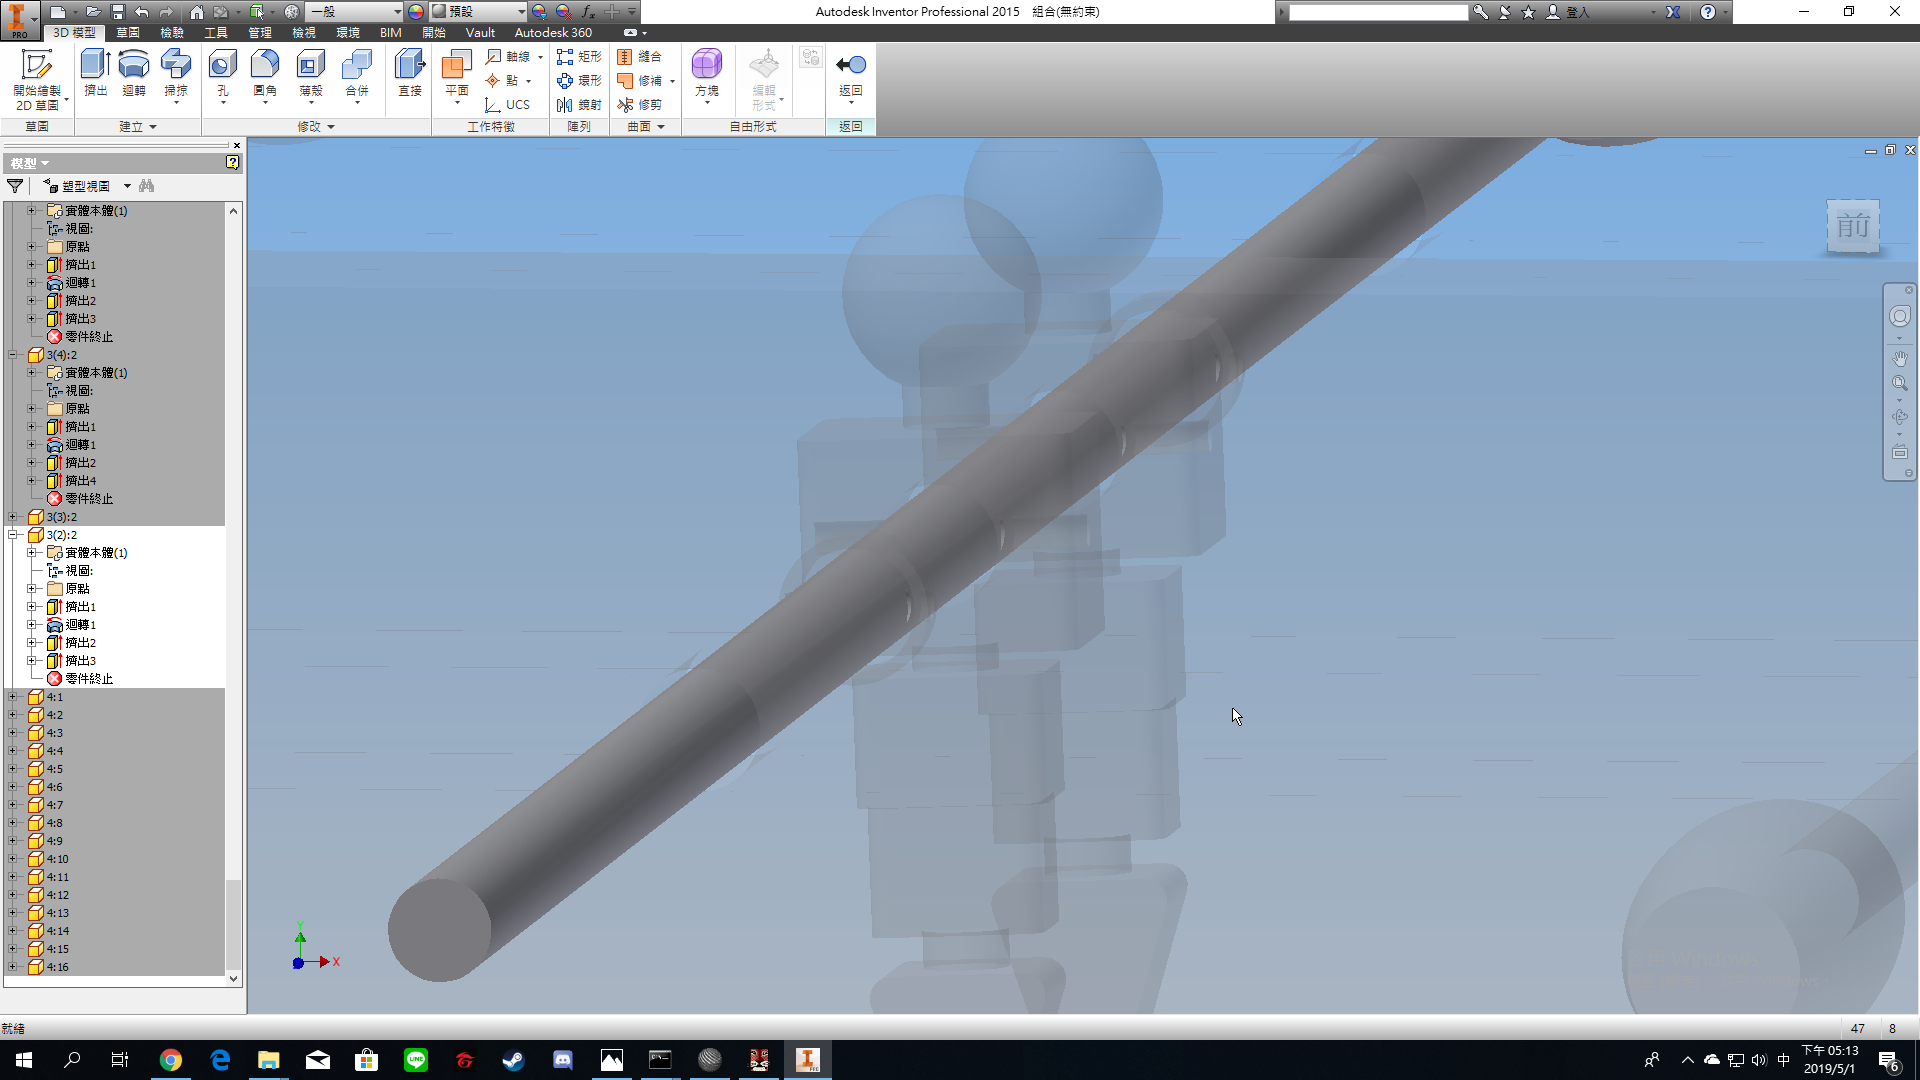 一般
預設
Autodesk Inventor Professional 2015 組合(無約束)
登入
PRO
3D 模型 草圖 檢驗 工具 管理 檢視 環境 BIM 開始 Vault Autodesk 360
開始繪製
2D 草圖
擠出 迴轉 掃掠
孔 圓角 薄殼 合併
直接
平面
軸線
點
UCS
矩形
環形
鏡射
縫合
修補
修剪
方塊
編輯
形式
返回
草圖 建立 修改 工作特徵 陣列 曲面 自由形式 返回
模型
塑型視圖
實體本體(1)
視圖:
原點
擠出1
迴轉1
擠出2
擠出3
零件終止
3(4):2
實體本體(1)
視圖:
原點
擠出1
迴轉1
擠出2
擠出4
零件終止
3(3):2
3(2):2
實體本體(1)
視圖:
原點
擠出1
迴轉1
擠出2
擠出3
零件終止
4:1
4:2
4:3
4:4
4:5
4:6
4:7
4:8
4:9
4:10
4:11
4:12
4:13
4:14
4:15
4:16
前
Y
X
就緒
47 8
中
下午 05:13
2019/5/1
6